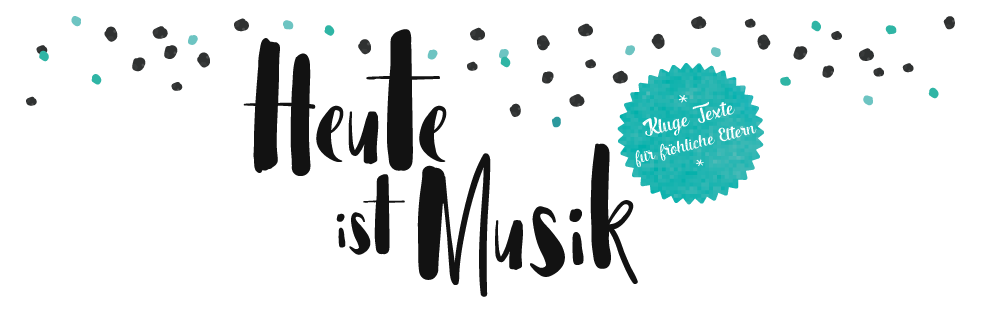 Heute
ist Musik
* 
Kluge Texte
für fröhliche Eltern
*